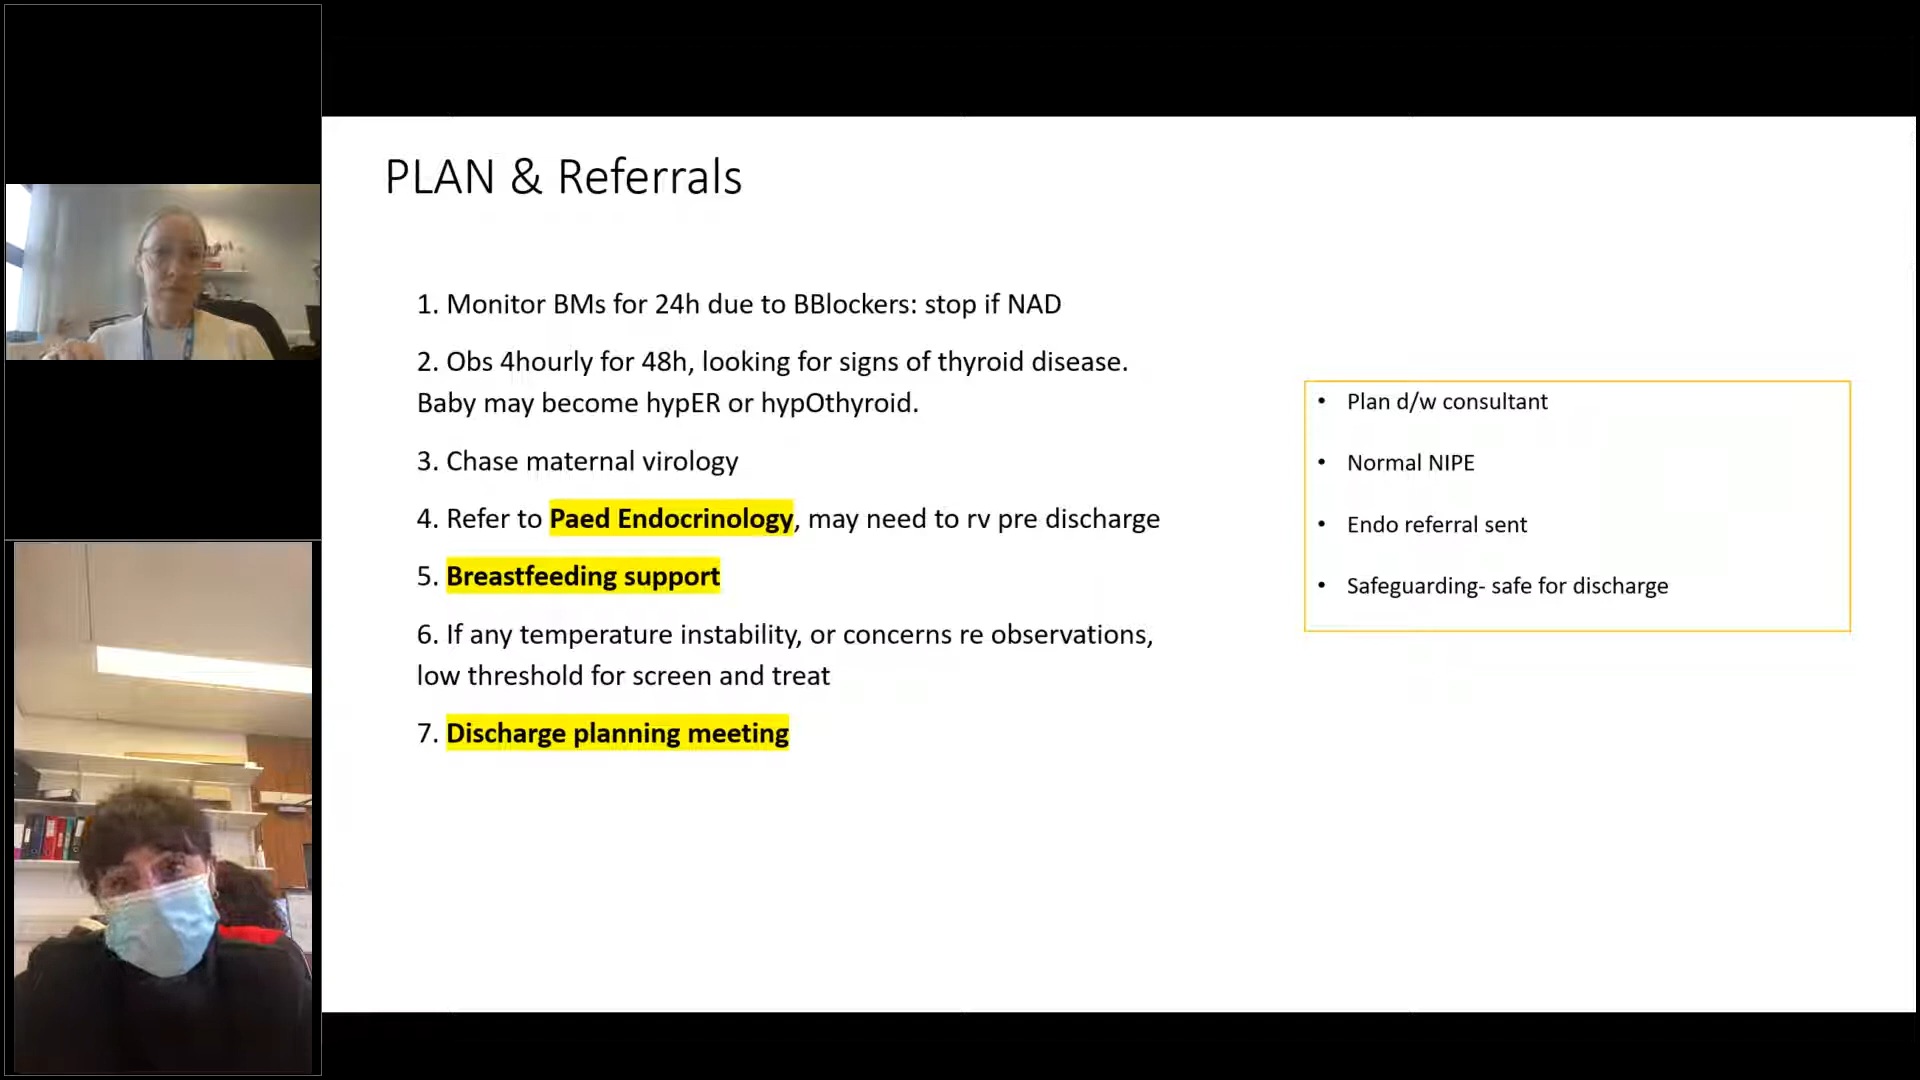 PLAN & Referrals
1. Monitor BMs for 24h due to BBlockers: stop if NAD
2. Obs 4hourly for 48h, looking for signs of thyroid disease.
Baby may become hypER or hypOthyroid.
3. Chase maternal virology
4. Refer to Paed Endocrinology, may need to rv pre discharge
5. Breastfeeding support
6. If any temperature instability, or concerns re observations,
low threshold for screen and treat
7. Discharge planning meeting
• Plan d/w consultant
• Normal NIPE
• Endo referral sent
• Safeguarding- safe for discharge